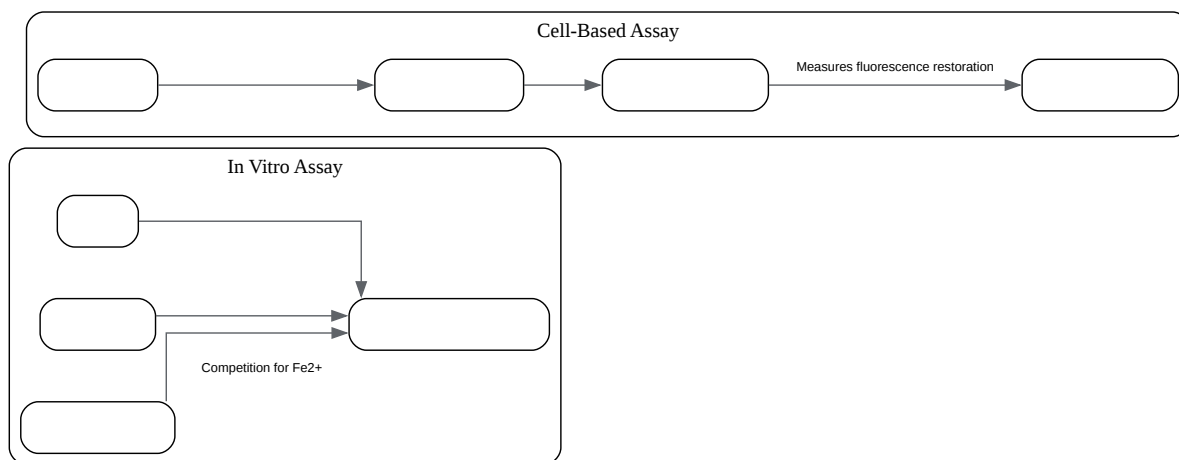 Cell-Based Assay
Measures fluorescence restoration
In Vitro Assay
Competition for Fe2+